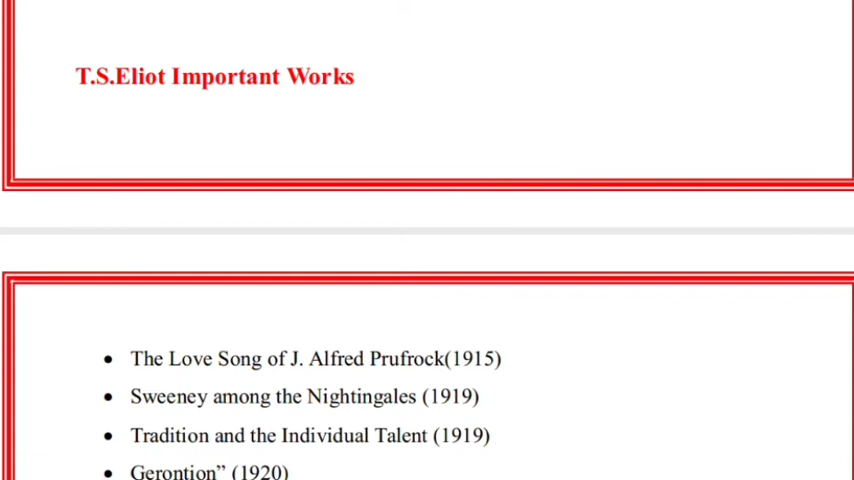 T.S.Eliot Important Works
• The Love Song of J. Alfred Prufrock(1915)
• Sweeney among the Nightingales (1919)
• Tradition and the Individual Talent (1919)
• Gerontion” (1920)